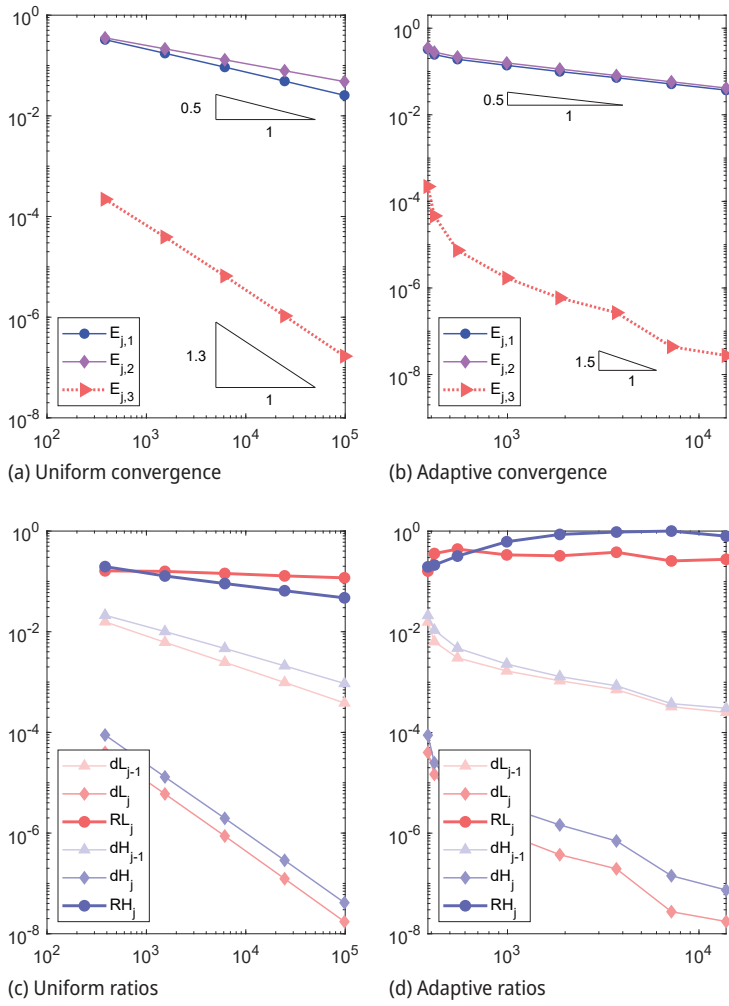 10^0
10^-2
10^-4
10^-6
10^-8
0.5
1
1.3
1
E_{j,1}
E_{j,2}
E_{j,3}
10^2
10^3
10^4
10^5
(a) Uniform convergence
10^0
10^-2
10^-4
10^-6
10^-8
0.5
1
1.5
1
E_{j,1}
E_{j,2}
E_{j,3}
10^3
10^4
(b) Adaptive convergence
10^0
10^-2
10^-4
10^-6
10^-8
dL_{j-1}
dL_j
RL_j
dH_{j-1}
dH_j
RH_j
10^2
10^3
10^4
10^5
(c) Uniform ratios
10^0
10^-2
10^-4
10^-6
10^-8
dL_{j-1}
dL_j
RL_j
dH_{j-1}
dH_j
RH_j
10^3
10^4
(d) Adaptive ratios